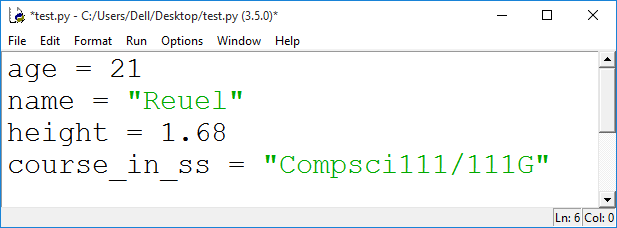 *test.py - C:/Users/Dell/Desktop/test.py (3.5.0)*
File Edit Format Run Options Window Help
age = 21
name = "Reuel"
height = 1.68
course_in_ss = "Compsci111/111G"
Ln: 6 Col: 0